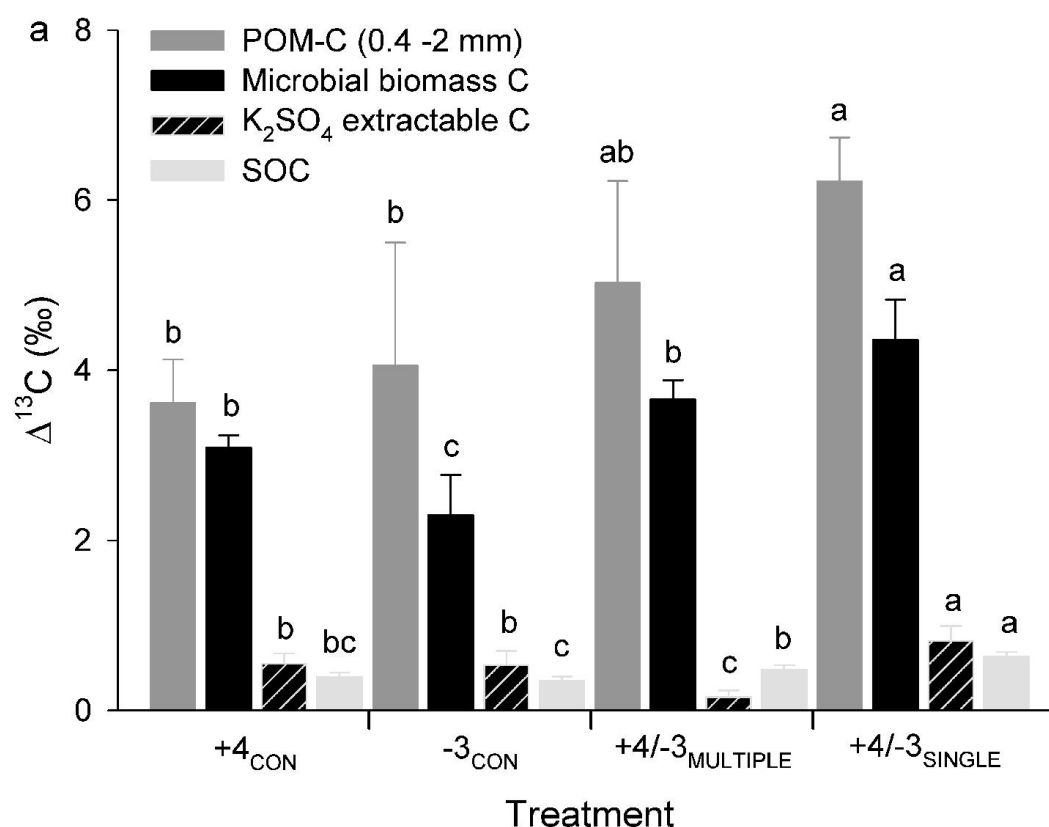 a
8
POM-C (0.4 -2 mm)
Microbial biomass C
K₂SO₄ extractable C
SOC
6
4
2
0
Δ¹³C (‰)
b
b
b
bc
b
c
b
c
ab
b
c
b
a
a
a
a
+4CON
-3CON
+4/-3MULTIPLE
+4/-3SINGLE
Treatment